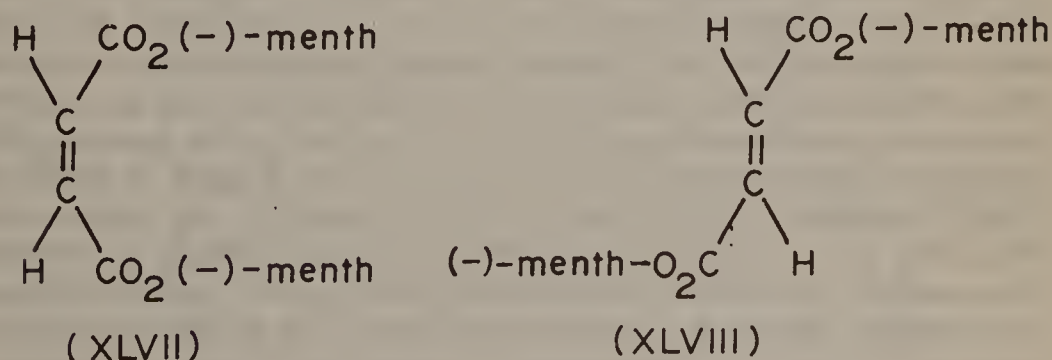 H CO₂(-)-menth H CO₂(-)-menth
C C
C C
H CO₂(-)-menth (-)-menth-O₂C H
(XLVII) (XLVIII)